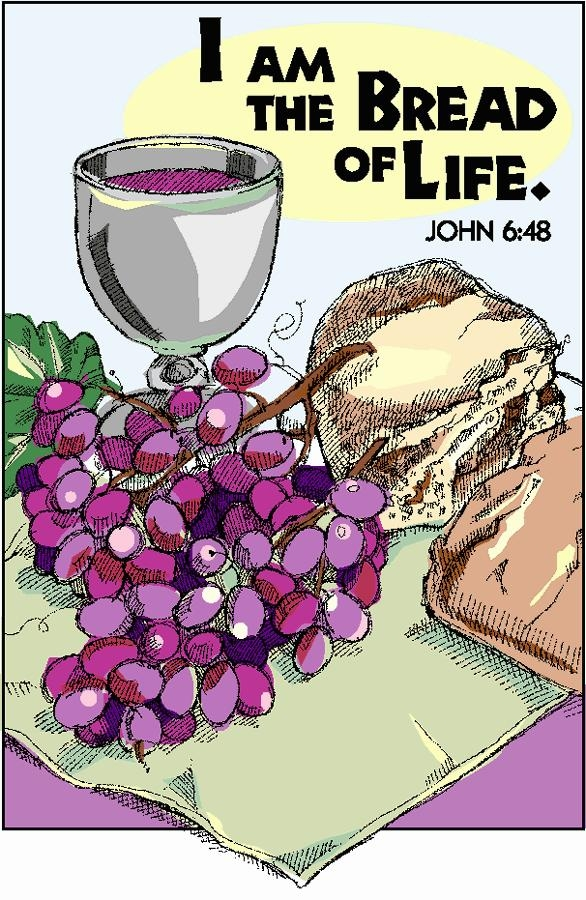 I AM
THE BREAD
OF LIFE.
JOHN 6:48